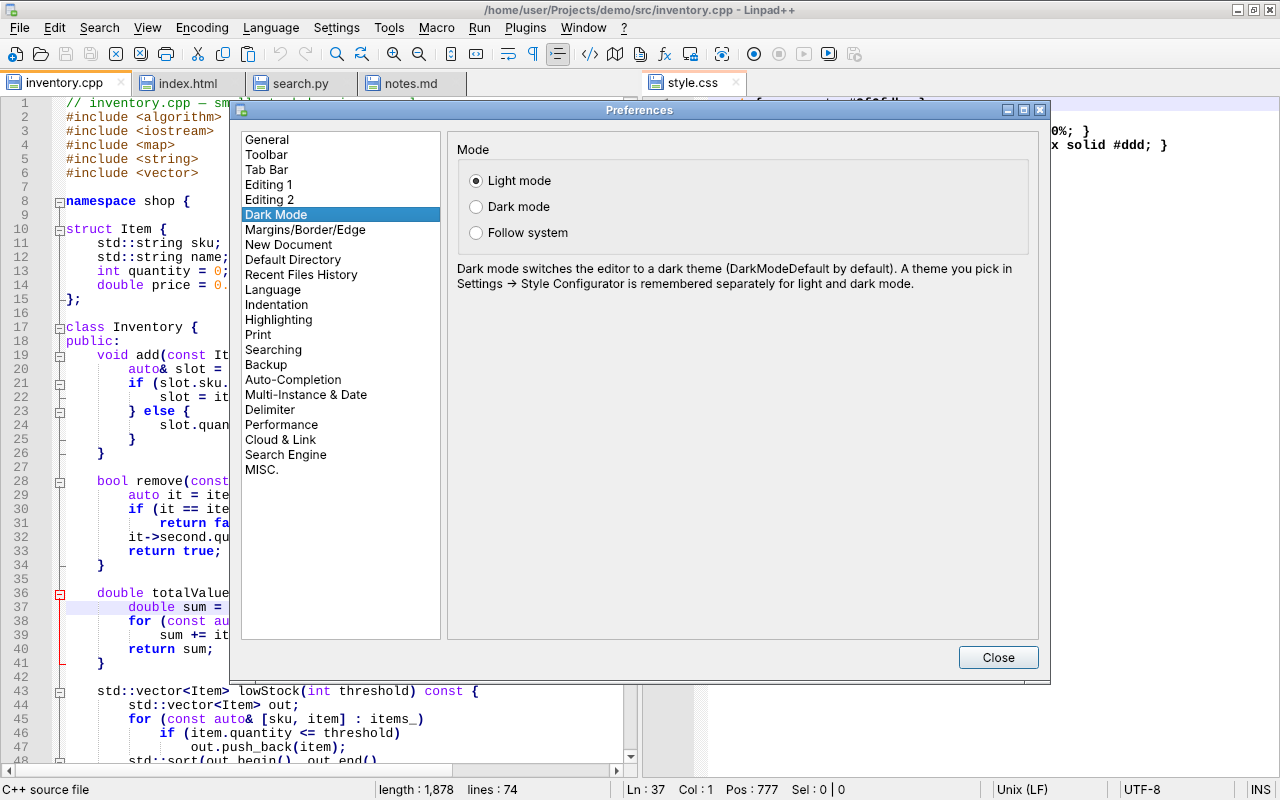 /home/user/Projects/demo/src/inventory.cpp - Linpad++
File Edit Search View Encoding Language Settings Tools Macro Run Plugins Window ?
inventory.cpp index.html search.py notes.md style.css
Preferences
General
Toolbar
Tab Bar
Editing 1
Editing 2
Dark Mode
Margins/Border/Edge
New Document
Default Directory
Recent Files History
Language
Indentation
Highlighting
Print
Searching
Backup
Auto-Completion
Multi-Instance & Date
Delimiter
Performance
Cloud & Link
Search Engine
MISC.
Mode
Light mode
Dark mode
Follow system
Dark mode switches the editor to a dark theme (DarkModeDefault by default). A theme you pick in
Settings → Style Configurator is remembered separately for light and dark mode.
Close
1 // inventory.cpp —
2 #include <algorithm>
3 #include <iostream>
4 #include <map>
5 #include <string>
6 #include <vector>
7
8 namespace shop {
9
10 struct Item {
11 std::string sku;
12 std::string name;
13 int quantity = 0;
14 double price = 0.
15 };
16
17 class Inventory {
18 public:
19 void add(const It
20 auto& slot =
21 if (slot.sku.
22 slot = it
23 } else {
24 slot.quan
25 }
26 }
27
28 bool remove(const
29 auto it = ite
30 if (it == ite
31 return fa
32 it->second.qu
33 return true;
34 }
35
36 double totalValue
37 double sum =
38 for (const au
39 sum += it
40 return sum;
41 }
42
43 std::vector<Item> lowStock(int threshold) const {
44 std::vector<Item> out;
45 for (const auto& [sku, item] : items_)
46 if (item.quantity <= threshold)
47 out.push_back(item);
48 std::sort(out.begin(), out.end()
0%; }
x solid #ddd; }
C++ source file length : 1,878 lines : 74 Ln : 37 Col : 1 Pos : 777 Sel : 0 | 0 Unix (LF) UTF-8 INS